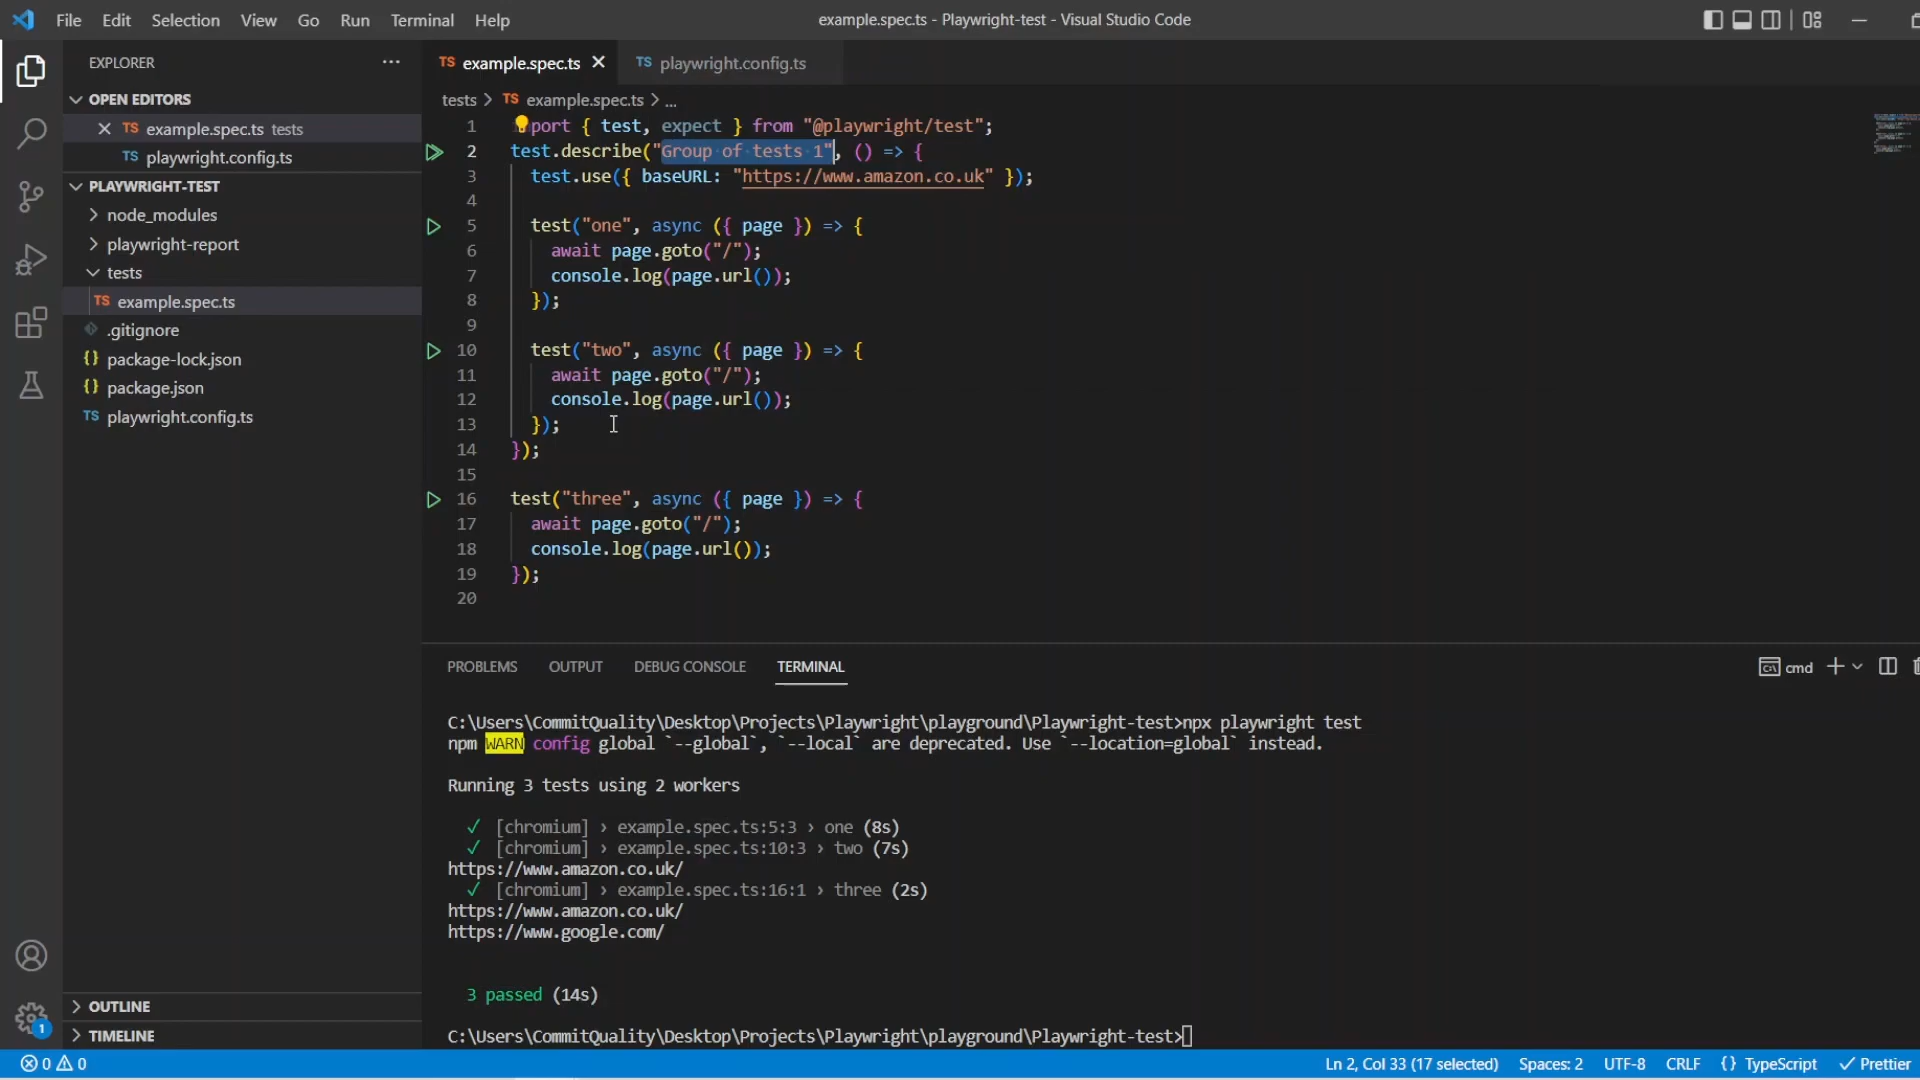 File Edit Selection View Go Run Terminal Help
example.spec.ts - Playwright-test - Visual Studio Code
EXPLORER
OPEN EDITORS
TS example.spec.ts tests
TS playwright.config.ts
PLAYWRIGHT-TEST
node_modules
playwright-report
tests
TS example.spec.ts
.gitignore
{} package-lock.json
{} package.json
TS playwright.config.ts
OUTLINE
TIMELINE
1
TS example.spec.ts
TS playwright.config.ts
tests > TS example.spec.ts > ...
1 port { test, expect } from "@playwright/test";
2 test.describe("Group of tests 1", () => {
3 test.use({ baseURL: "https://www.amazon.co.uk" });
4
5 test("one", async ({ page }) => {
6 await page.goto("/");
7 console.log(page.url());
8 });
9
10 test("two", async ({ page }) => {
11 await page.goto("/");
12 console.log(page.url());
13 });
14 });
15
16 test("three", async ({ page }) => {
17 await page.goto("/");
18 console.log(page.url());
19 });
20
PROBLEMS OUTPUT DEBUG CONSOLE TERMINAL
cmd
C:\Users\CommitQuality\Desktop\Projects\Playwright\playground\Playwright-test>npx playwright test
npm WARN config global `--global`, `--local` are deprecated. Use `--location=global` instead.
Running 3 tests using 2 workers
✓ [chromium] › example.spec.ts:5:3 › one (8s)
✓ [chromium] › example.spec.ts:10:3 › two (7s)
https://www.amazon.co.uk/
✓ [chromium] › example.spec.ts:16:1 › three (2s)
https://www.amazon.co.uk/
https://www.google.com/
3 passed (14s)
C:\Users\CommitQuality\Desktop\Projects\Playwright\playground\Playwright-test>
0 0
Ln 2, Col 33 (17 selected) Spaces: 2 UTF-8 CRLF {} TypeScript ✓ Prettier